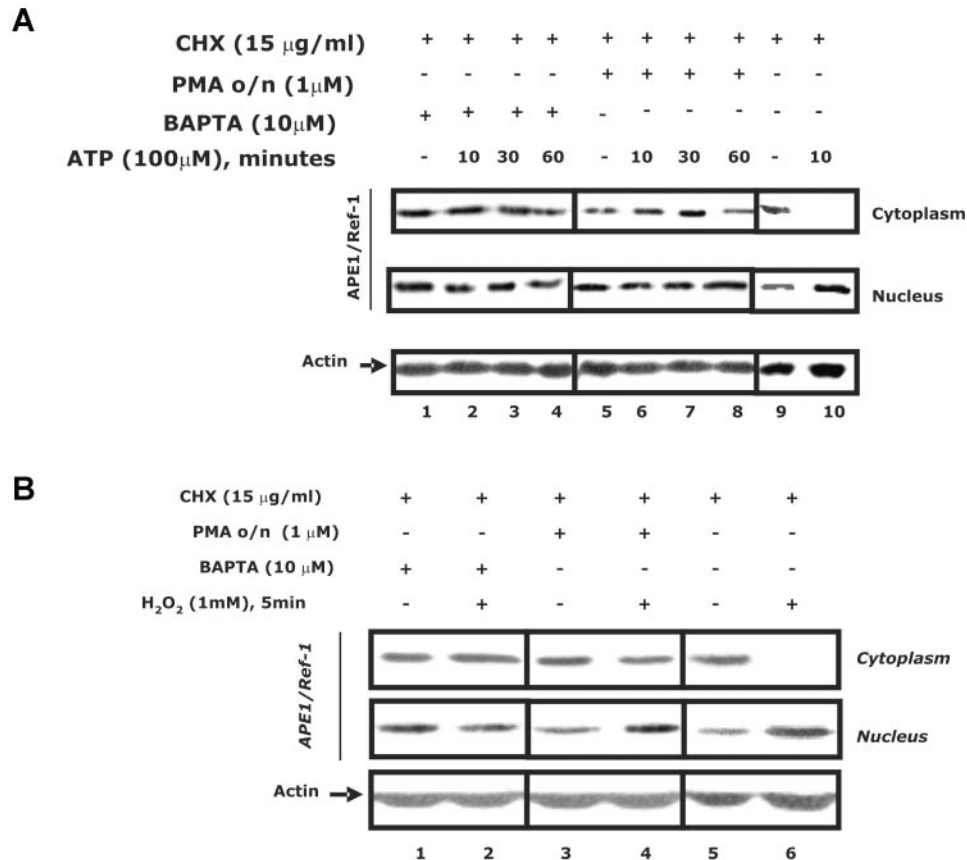 A
CHX (15 μg/ml) + + + + + + + + + +
PMA o/n (1μM) - - - - + + + + - -
BAPTA (10μM) + + + + - - - - - -
ATP (100μM), minutes - 10 30 60 - 10 30 60 - 10
APE1/Ref-1
Cytoplasm
Nucleus
Actin
1 2 3 4 5 6 7 8 9 10
B
CHX (15 μg/ml) + + + + + +
PMA o/n (1 μM) - - + + - -
BAPTA (10 μM) + + - - - -
H₂O₂ (1mM), 5min - + - + - +
APE1/Ref-1
Cytoplasm
Nucleus
Actin
1 2 3 4 5 6